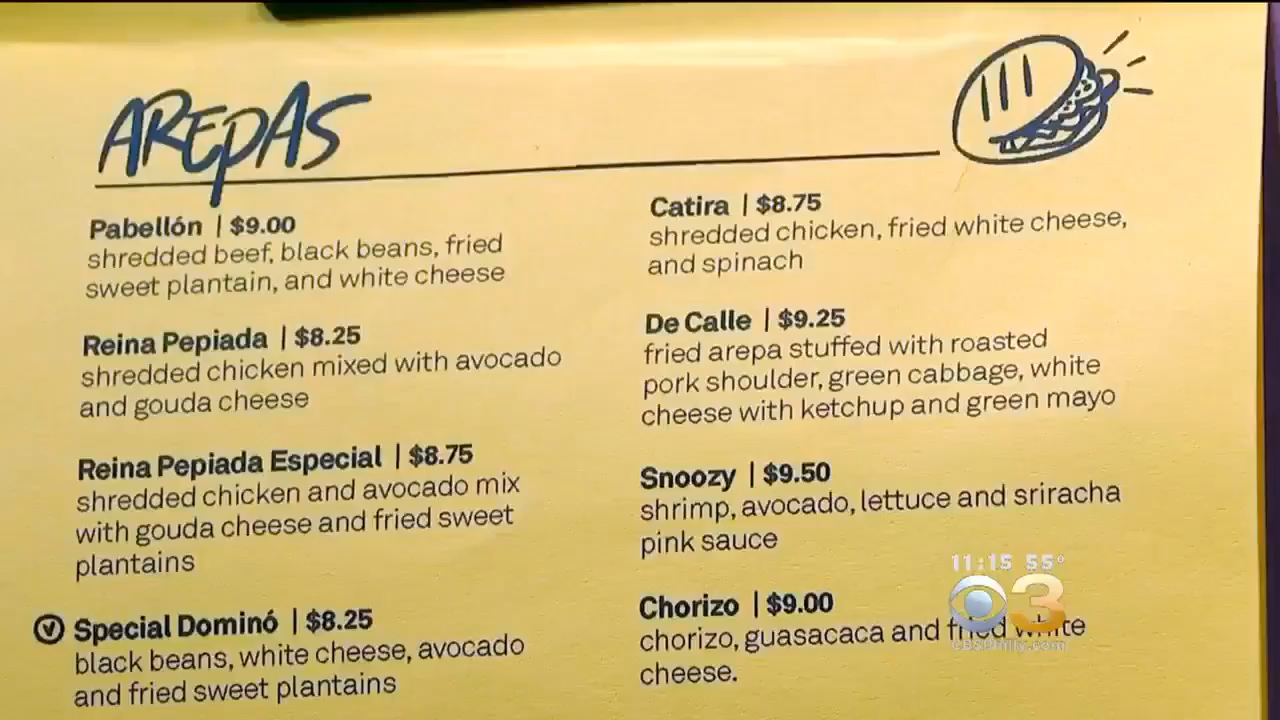 AREPAS
Pabellón | $9.00
shredded beef, black beans, fried
sweet plantain, and white cheese
Reina Pepiada | $8.25
shredded chicken mixed with avocado
and gouda cheese
Reina Pepiada Especial | $8.75
shredded chicken and avocado mix
with gouda cheese and fried sweet
plantains
V Special Dominó | $8.25
black beans, white cheese, avocado
and fried sweet plantains
Catira | $8.75
shredded chicken, fried white cheese,
and spinach
De Calle | $9.25
fried arepa stuffed with roasted
pork shoulder, green cabbage, white
cheese with ketchup and green mayo
Snoozy | $9.50
shrimp, avocado, lettuce and sriracha
pink sauce
Chorizo | $9.00
chorizo, guasacaca and fried white
cheese.
11:15 55°
3
CBSPhilly.com